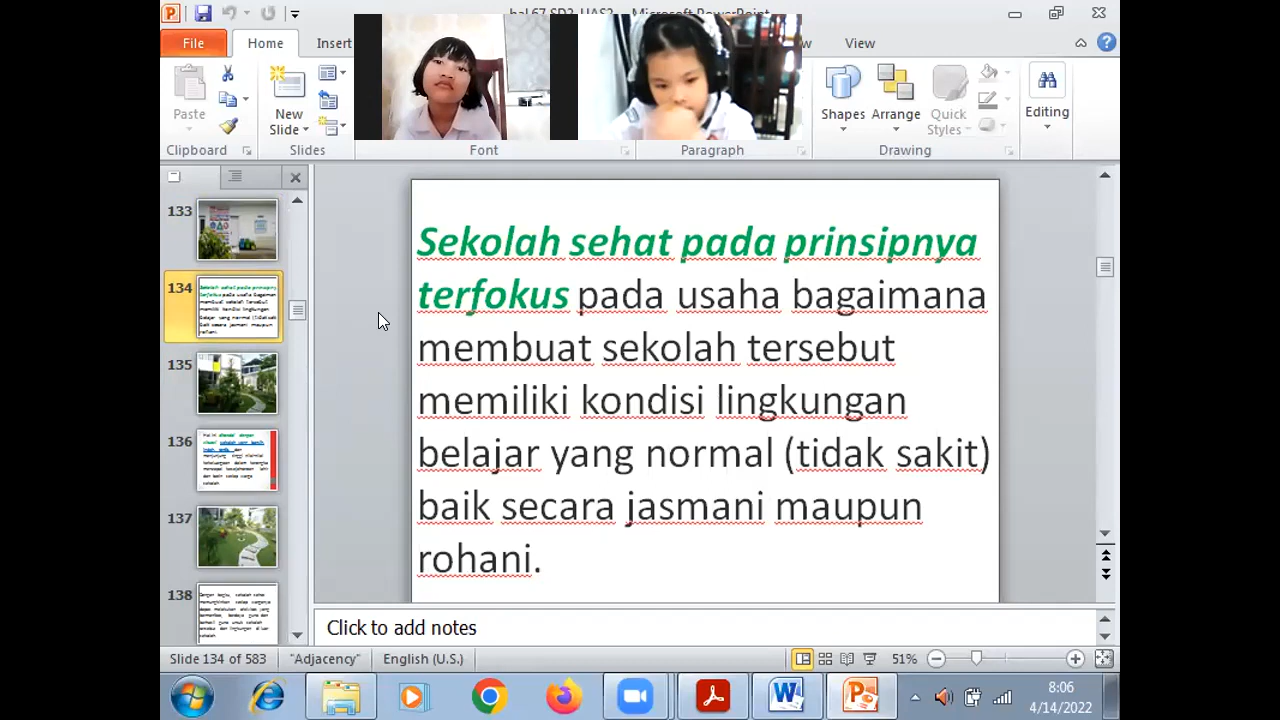 File
Home
Insert
View
Paste
New
Slide
Shapes
Arrange
Quick
Styles
Editing
Clipboard
Slides
Font
Paragraph
Drawing
133
134
135
136
137
138
Sekolah sehat pada prinsipnya
terfokus pada usaha bagaimana
membuat sekolah tersebut
memiliki kondisi lingkungan
belajar yang normal (tidak sakit)
baik secara jasmani maupun
rohani.
Click to add notes
Slide 134 of 583
"Adjacency"
English (U.S.)
51%
8:06
4/14/2022